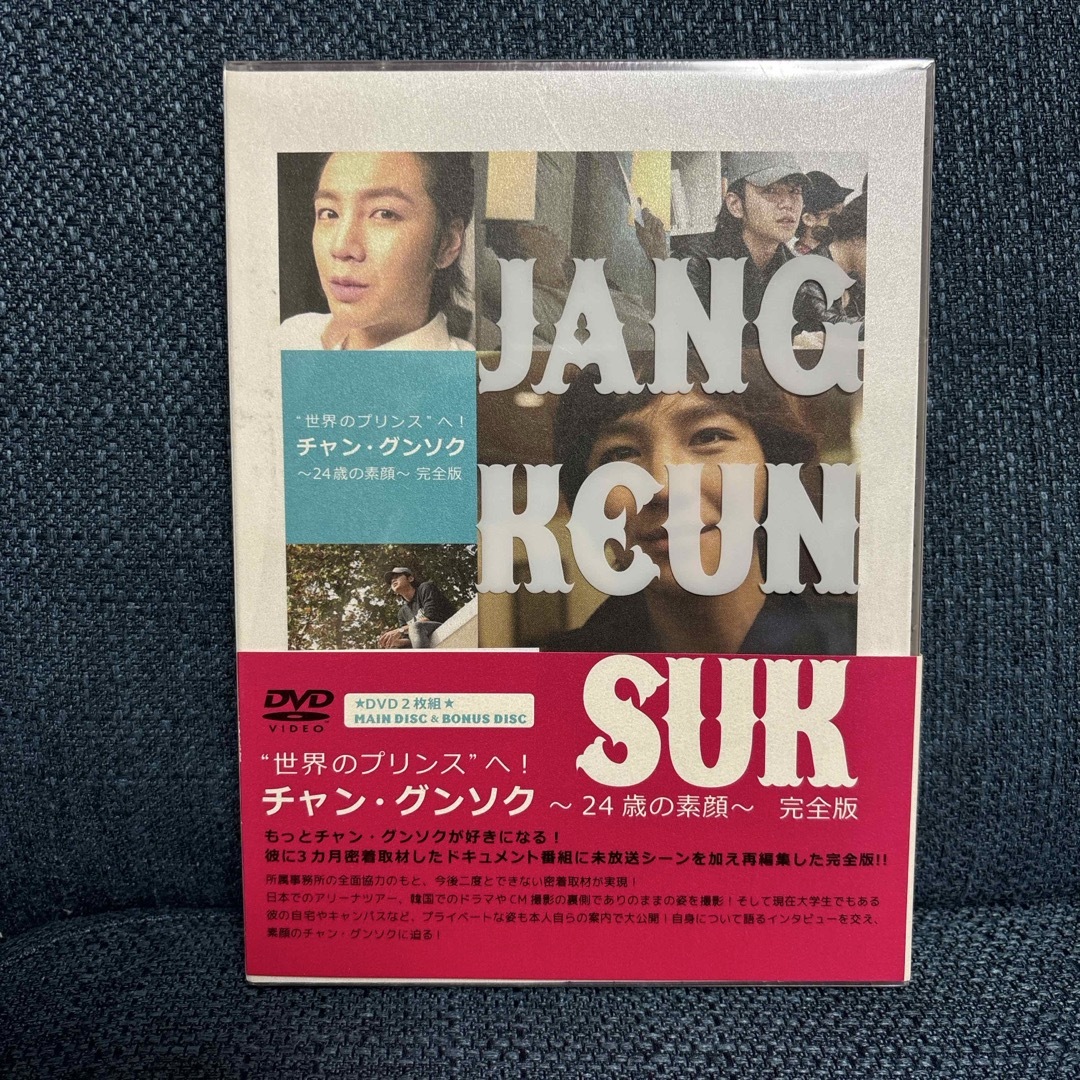 JANG
KEUN
SUK
“世界のプリンス”へ！
チャン・グンソク
～24歳の素顔～ 完全版
DVD
VIDEO
★DVD２枚組★
MAIN DISC & BONUS DISC
“世界のプリンス”へ！
チャン・グンソク ～24歳の素顔～ 完全版
もっとチャン・グンソクが好きになる！
彼に3カ月密着取材したドキュメント番組に未放送シーンを加え再編集した完全版!!
所属事務所の全面協力のもと、今後二度とできない密着取材が実現！
日本でのアリーナツアー、韓国でのドラマやCM撮影の裏側でありのままの姿を撮影！そして現在大学生でもある
彼の自宅やキャンパスなど、プライベートな姿も本人自らの案内で大公開！自身について語るインタビューを交え、
素顔のチャン・グンソクに迫る！